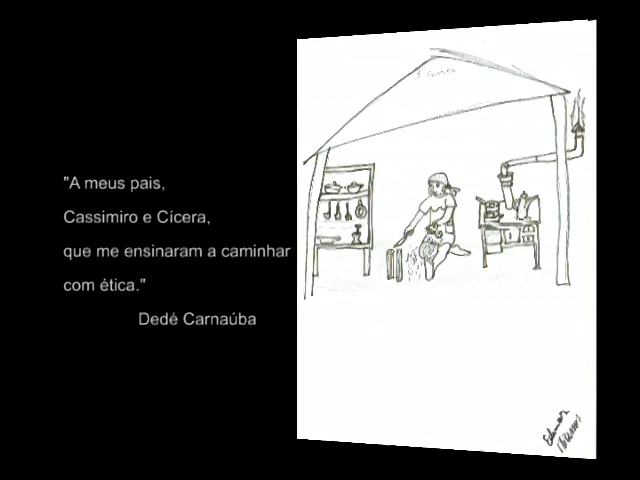 "A meus pais,
Cassimiro e Cícera,
que me ensinaram a caminhar
com ética."
Dedé Carnaúba